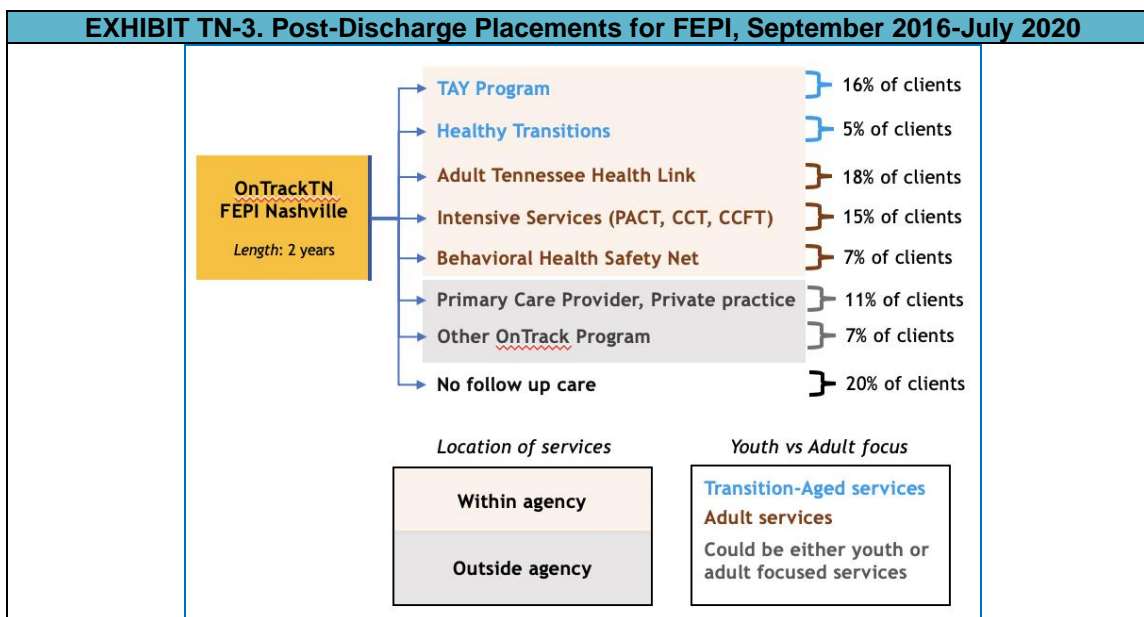 EXHIBIT TN-3. Post-Discharge Placements for FEPI, September 2016-July 2020
OnTrackTN
FEPI Nashville
Length: 2 years
TAY Program
16% of clients
Healthy Transitions
5% of clients
Adult Tennessee Health Link
18% of clients
Intensive Services (PACT, CCT, CCFT)
15% of clients
Behavioral Health Safety Net
7% of clients
Primary Care Provider, Private practice
11% of clients
Other OnTrack Program
7% of clients
No follow up care
20% of clients
Location of services
Within agency
Outside agency
Youth vs Adult focus
Transition-Aged services
Adult services
Could be either youth or
adult focused services